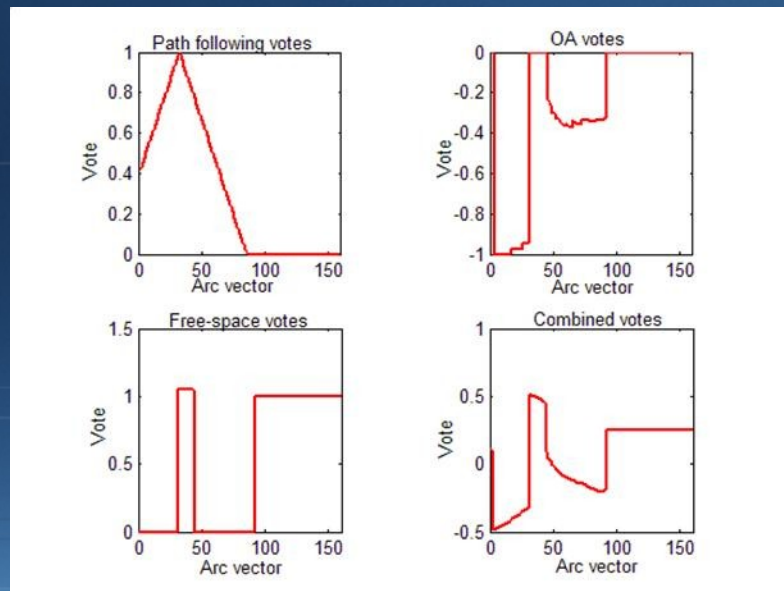 Path following votes
1
0.8
0.6
0.4
0.2
0
Vote
0 50 100 150
Arc vector
OA votes
0
-0.2
-0.4
-0.6
-0.8
-1
Vote
0 50 100 150
Arc vector
Free-space votes
1.5
1
0.5
0
Vote
0 50 100 150
Arc vector
Combined votes
1
0.5
0
-0.5
Vote
0 50 100 150
Arc vector